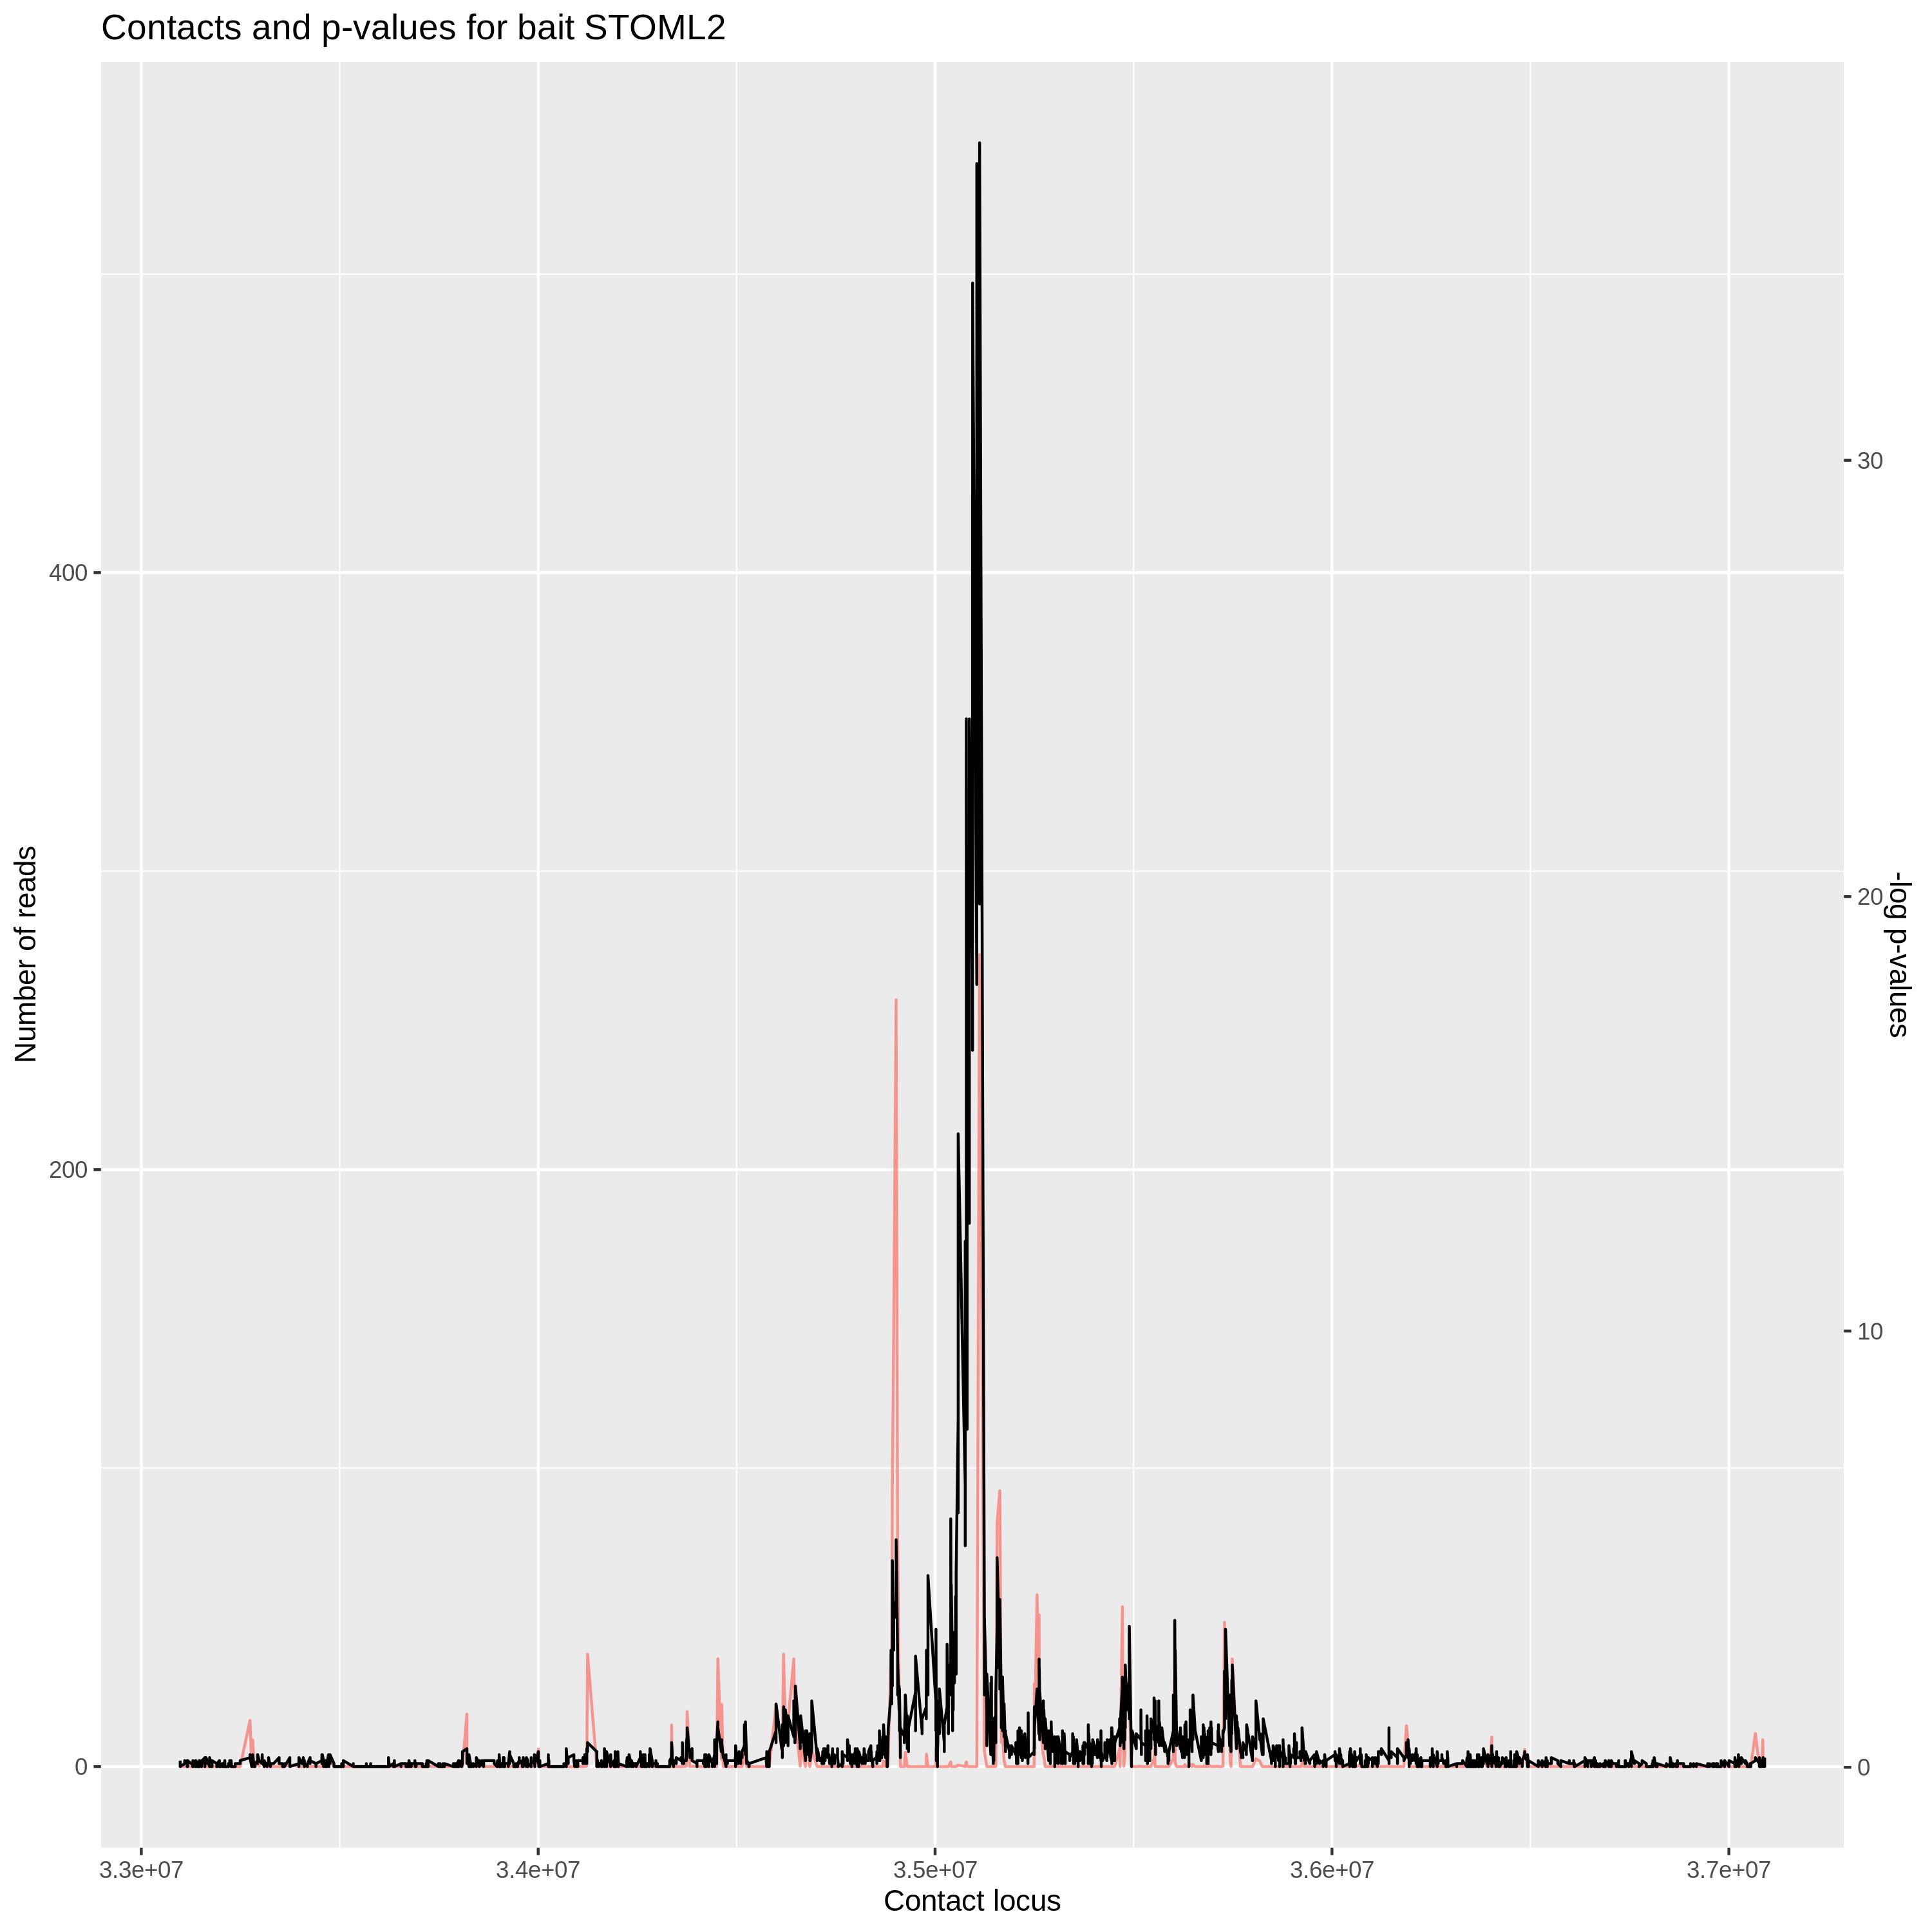 Contacts and p-values for bait STOML2
Number of reads
400
200
0
30
20
10
0
-log p-values
3.3e+07
3.4e+07
3.5e+07
3.6e+07
3.7e+07
Contact locus